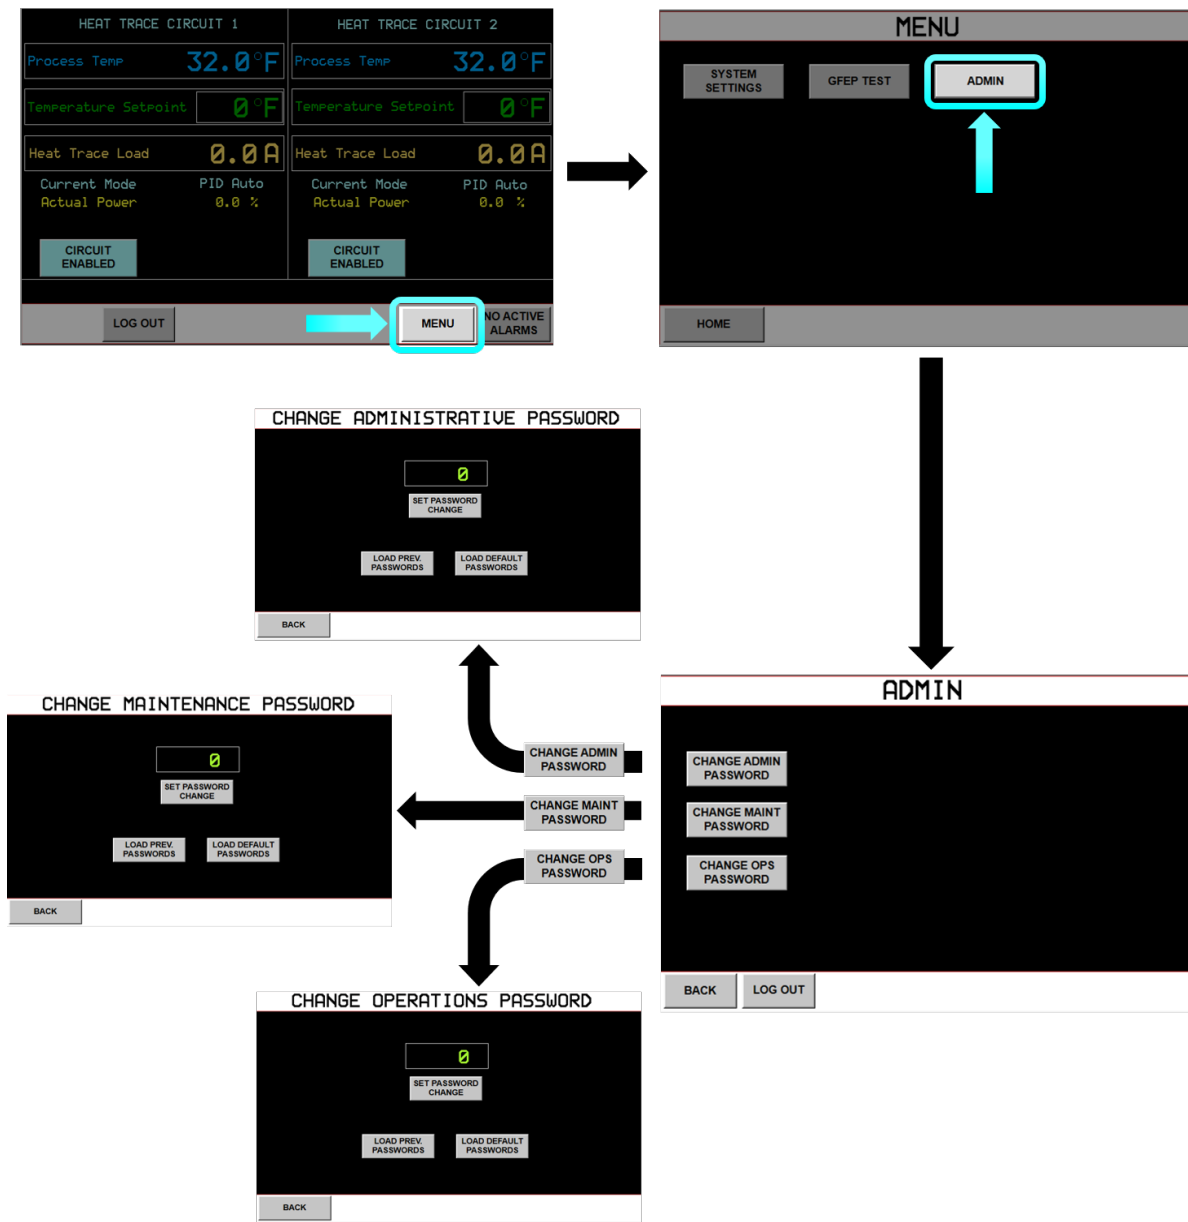 HEAT TRACE CIRCUIT 1
Process Temp 32.0°F
Temperature Setpoint 0°F
Heat Trace Load 0.0A
Current Mode PID Auto
Actual Power 0.0 %
CIRCUIT
ENABLED
HEAT TRACE CIRCUIT 2
Process Temp 32.0°F
Temperature Setpoint 0°F
Heat Trace Load 0.0A
Current Mode PID Auto
Actual Power 0.0 %
CIRCUIT
ENABLED
LOG OUT
MENU
NO ACTIVE
ALARMS
MENU
SYSTEM
SETTINGS
GFEP TEST
ADMIN
HOME
CHANGE ADMINISTRATIVE PASSWORD
0
SET PASSWORD
CHANGE
LOAD PREV.
PASSWORDS
LOAD DEFAULT
PASSWORDS
BACK
CHANGE MAINTENANCE PASSWORD
0
SET PASSWORD
CHANGE
LOAD PREV.
PASSWORDS
LOAD DEFAULT
PASSWORDS
BACK
CHANGE ADMIN
PASSWORD
CHANGE MAINT
PASSWORD
CHANGE OPS
PASSWORD
ADMIN
CHANGE ADMIN
PASSWORD
CHANGE MAINT
PASSWORD
CHANGE OPS
PASSWORD
BACK
LOG OUT
CHANGE OPERATIONS PASSWORD
0
SET PASSWORD
CHANGE
LOAD PREV.
PASSWORDS
LOAD DEFAULT
PASSWORDS
BACK